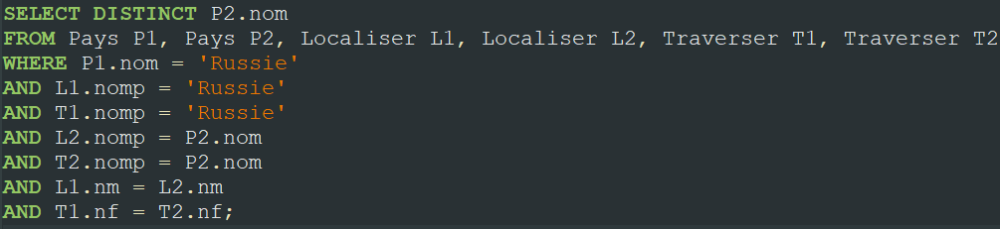 SELECT DISTINCT P2.nom
FROM Pays P1, Pays P2, Localiser L1, Localiser L2, Traverser T1, Traverser T2
WHERE P1.nom = 'Russie'
AND L1.nomp = 'Russie'
AND T1.nomp = 'Russie'
AND L2.nomp = P2.nom
AND T2.nomp = P2.nom
AND L1.nm = L2.nm
AND T1.nf = T2.nf;